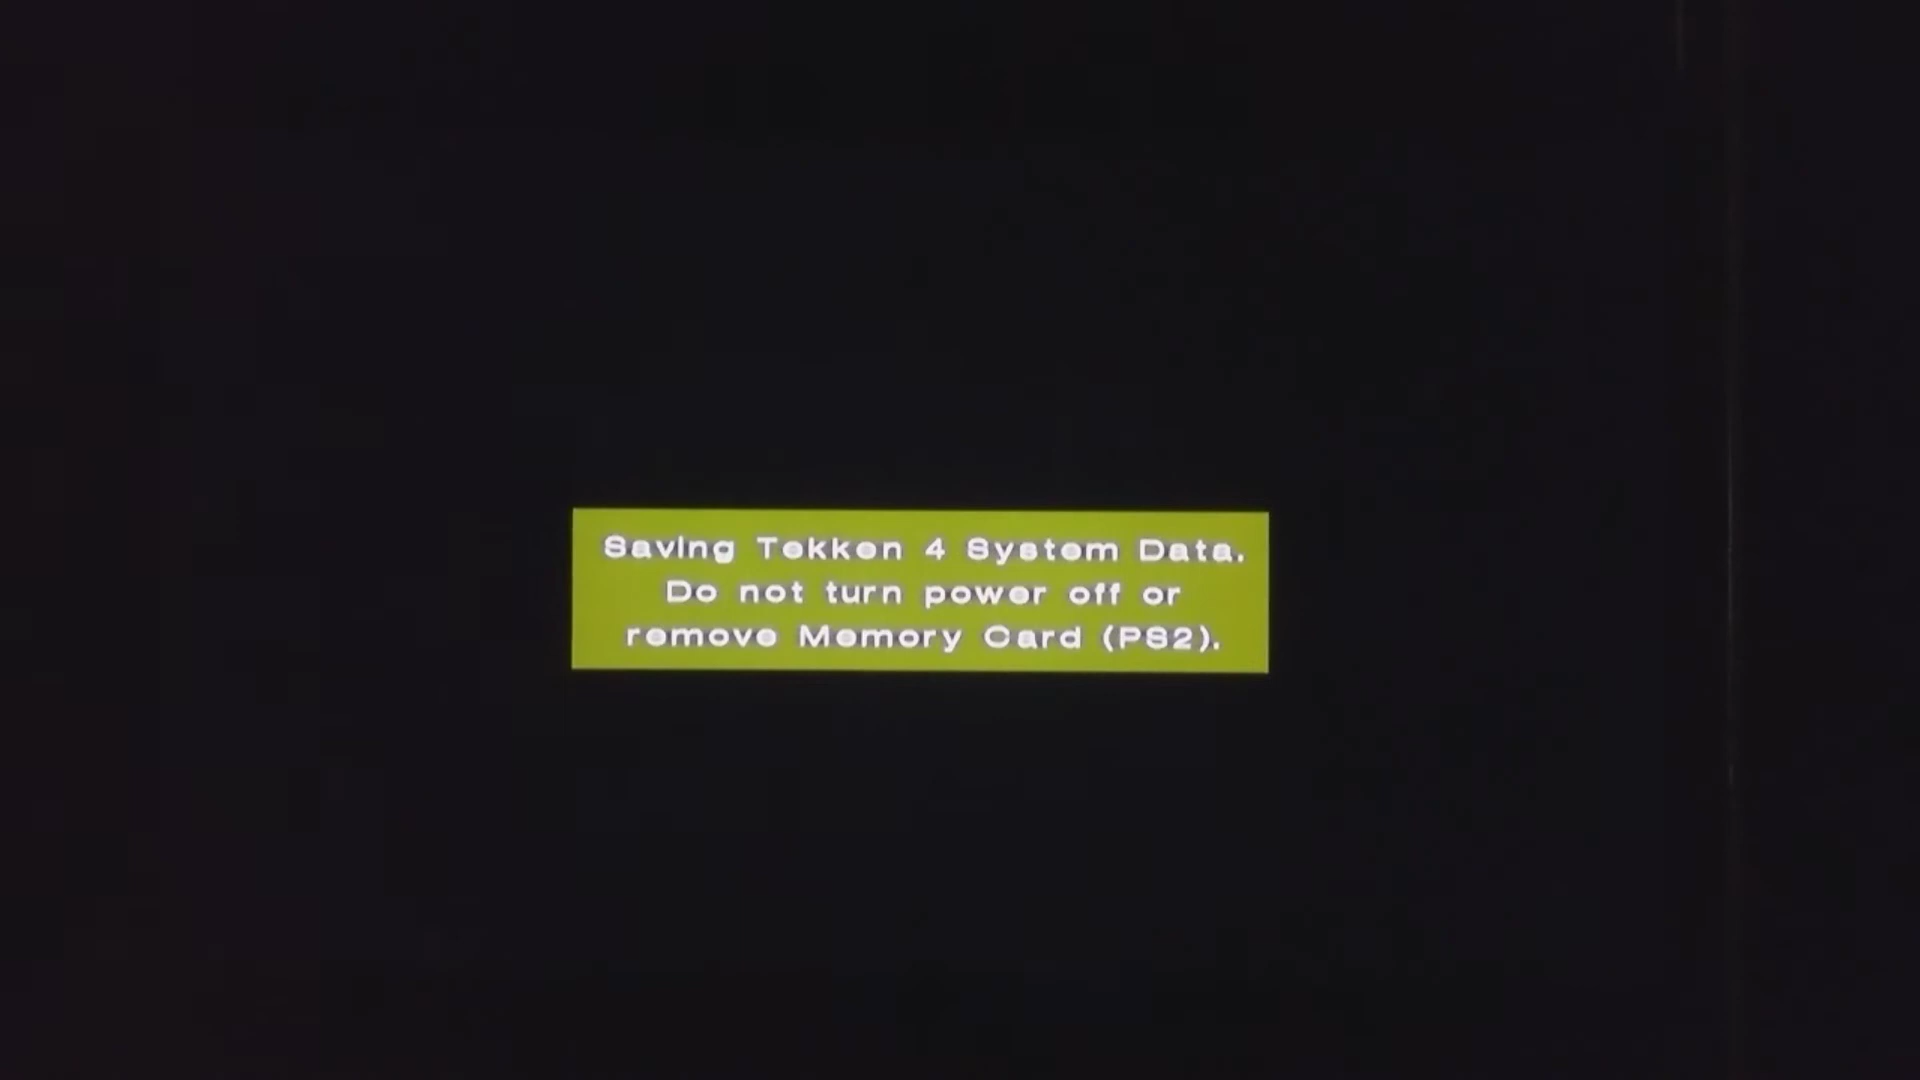 Saving Tekken 4 System Data.
Do not turn power off or
remove Memory Card (PS2).